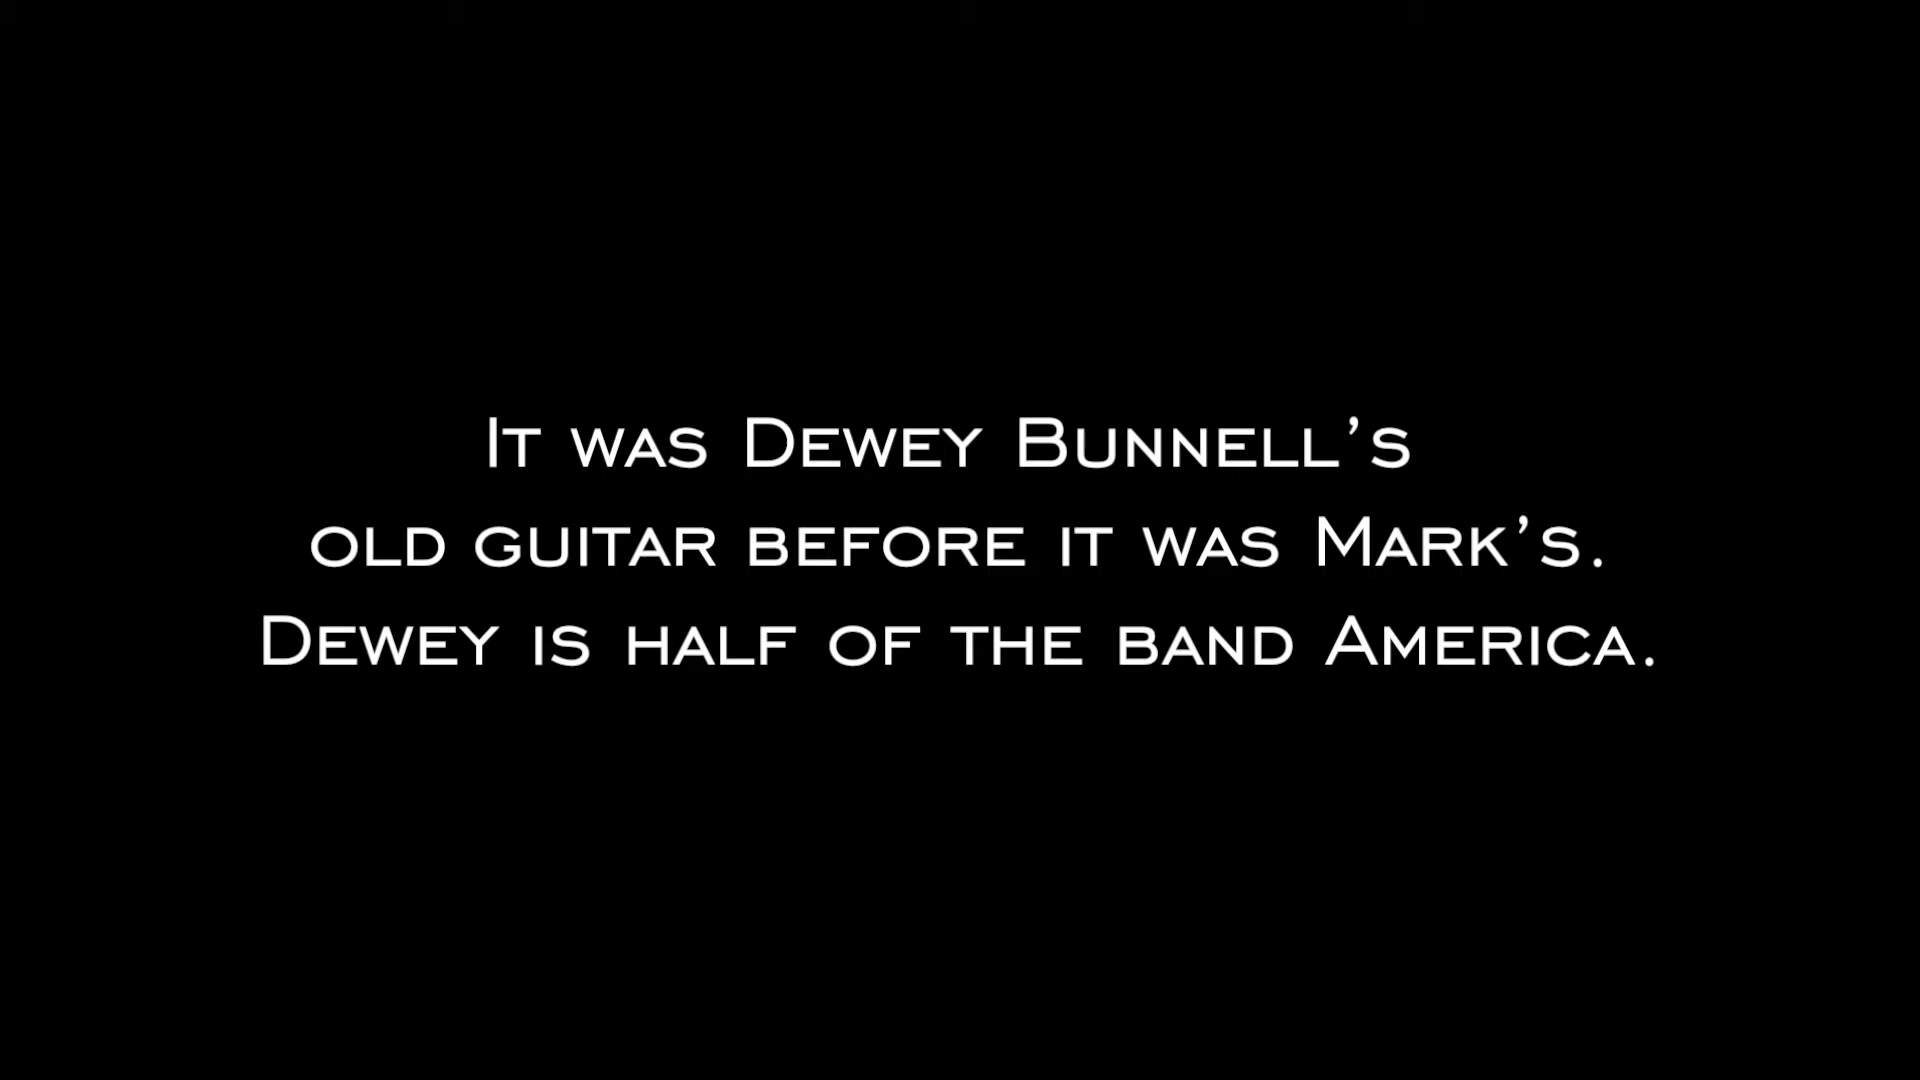 It was Dewey Bunnell’s
old guitar before it was Mark’s.
Dewey is half of the band America.